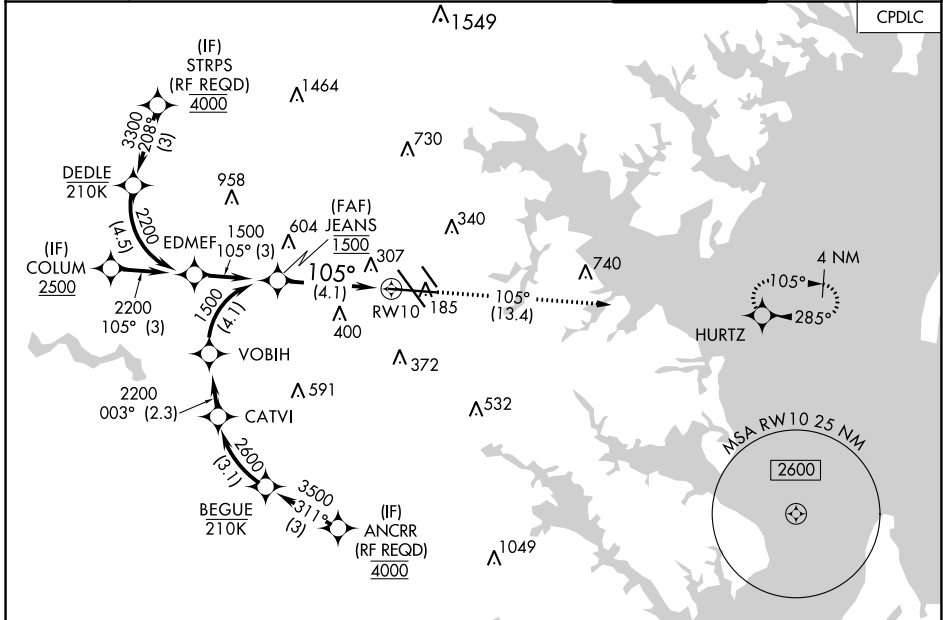 1549
CPDLC
(IF)
STRPS
(RF REQD)
4000
1464
3300
208°
(3)
730
DEDLE
210K
958
(FAF)
JEANS
1500
340
2200
(4.5)
EDMEF
1500
105° (3)
604
307
740
4 NM
105°
(IF)
COLUM
2500
105°
(4.1)
RW10
185
105°
(13.4)
285°
HURTZ
2200
105° (3)
1500
(4.1)
400
VOBIH
372
2200
003° (2.3)
591
CATVI
532
MSA RW10 25 NM
2600
2600
(3.1)
BEGUE
210K
3500
311°
(3)
(IF)
ANCRR
(RF REQD)
4000
1049